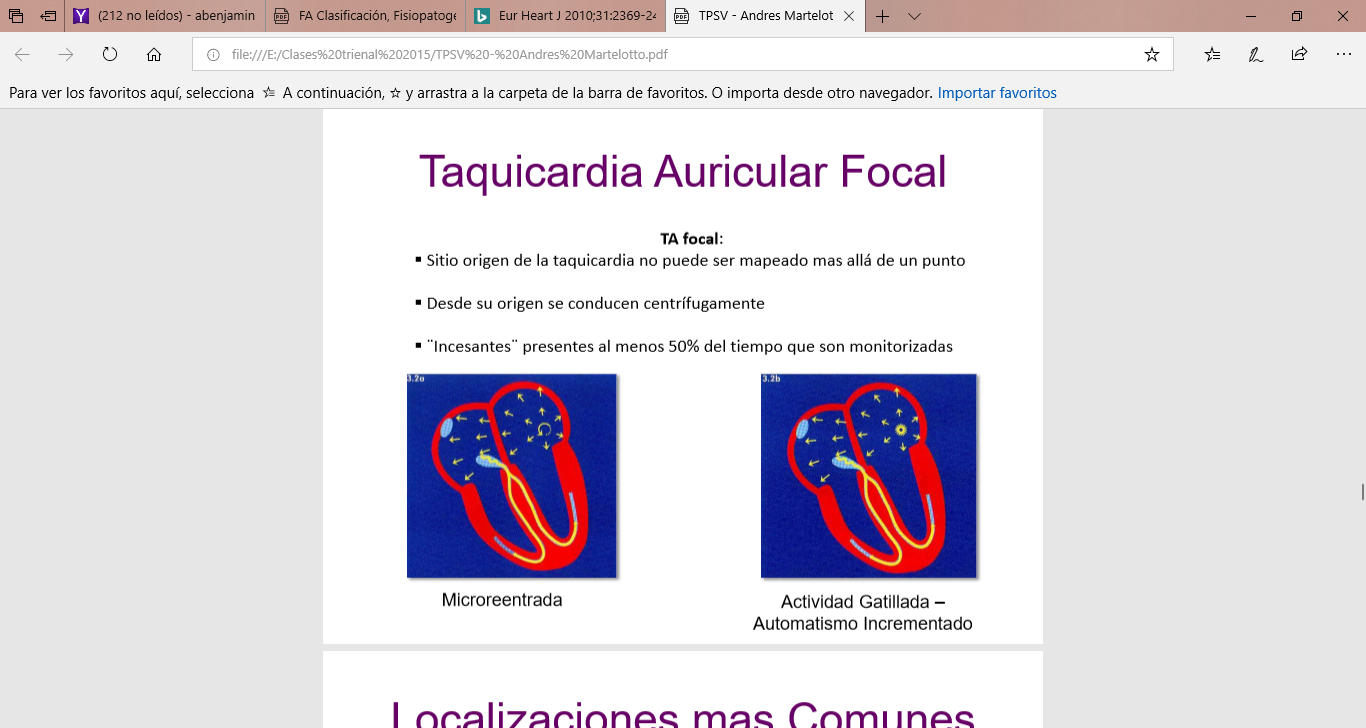 (212 no leídos) - abenjamin
FA Clasificación, Fisiopatoge
Eur Heart J 2010;31:2369-24
TPSV - Andres Martelot
file:///E:/Clases%20trienal%202015/TPSV%20-%20Andres%20Martelotto.pdf
Para ver los favoritos aquí, selecciona A continuación, y arrastra a la carpeta de la barra de favoritos. O importa desde otro navegador. Importar favoritos
Taquicardia Auricular Focal
TA focal:
▪ Sitio origen de la taquicardia no puede ser mapeado mas allá de un punto
▪ Desde su origen se conducen centrífugamente
▪ ¨Incesantes¨ presentes al menos 50% del tiempo que son monitorizadas
3.2a
3.2b
Microreentrada
Actividad Gatillada –
Automatismo Incrementado
Localizaciones mas Comunes